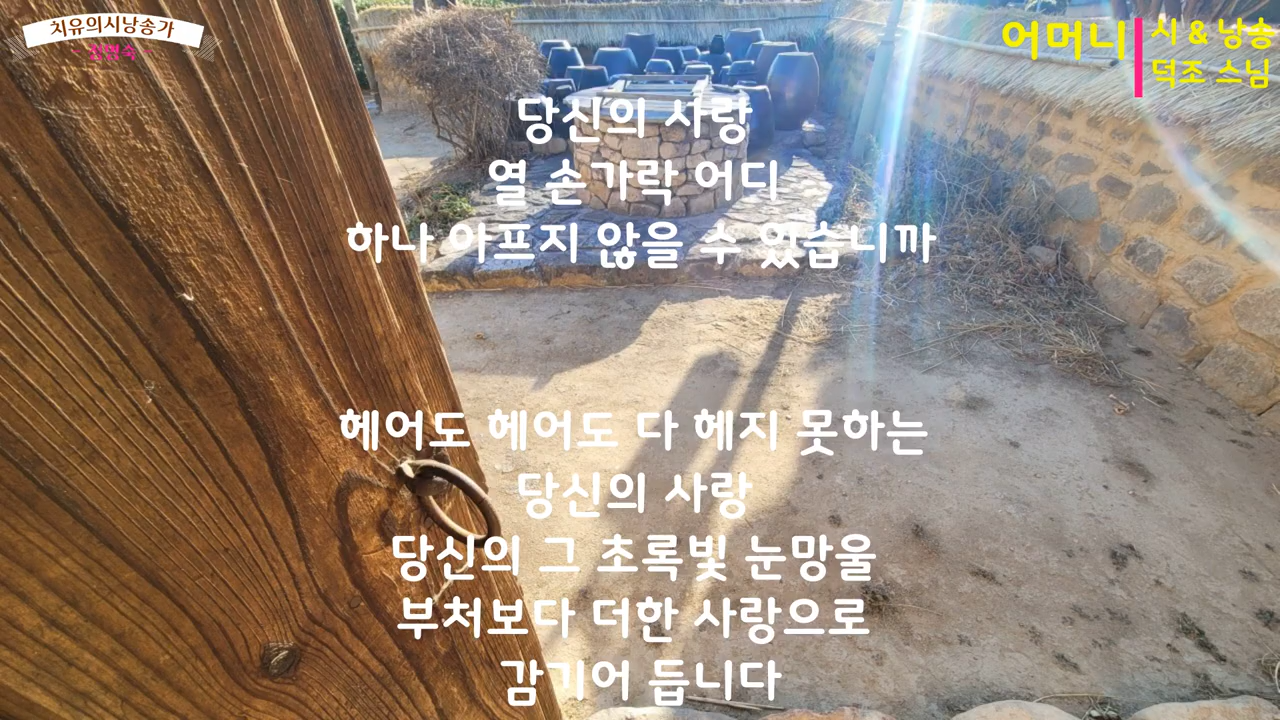 치유의시낭송가
어머니
시 & 낭송
덕조 스님
당신의 사랑
열 손가락 어디
하나 아프지 않을 수 있습니까
헤어도 헤어도 다 헤지 못하는
당신의 사랑
당신의 그 초록빛 눈망울
부처보다 더한 사랑으로
감기어 듭니다